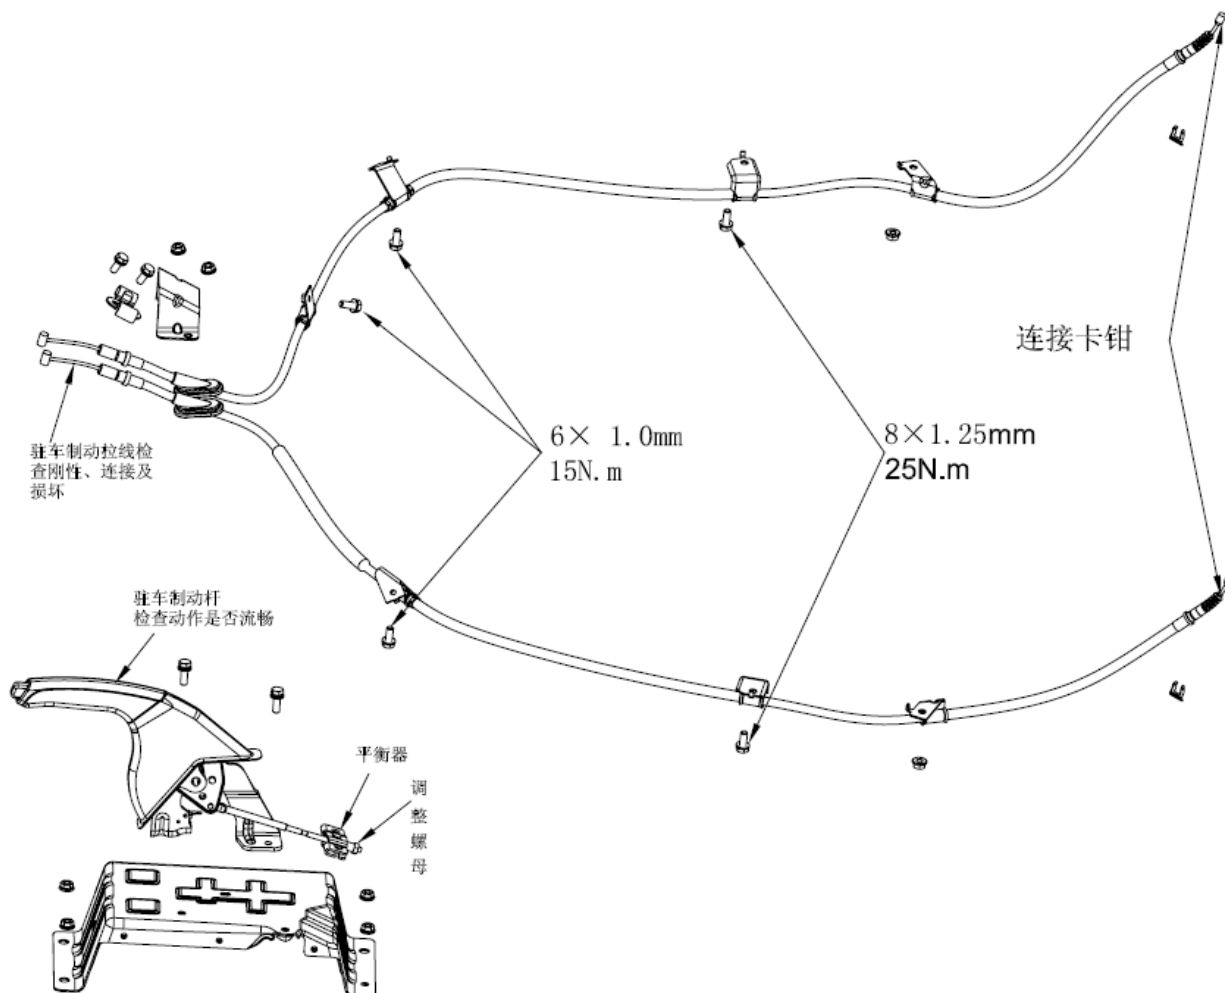 连接卡钳
6× 1.0mm
15N.m
8×1.25mm
25N.m
驻车制动拉线检
查刚性、连接及
损坏
驻车制动杆
检查动作是否流畅
平衡器
调
整
螺
母